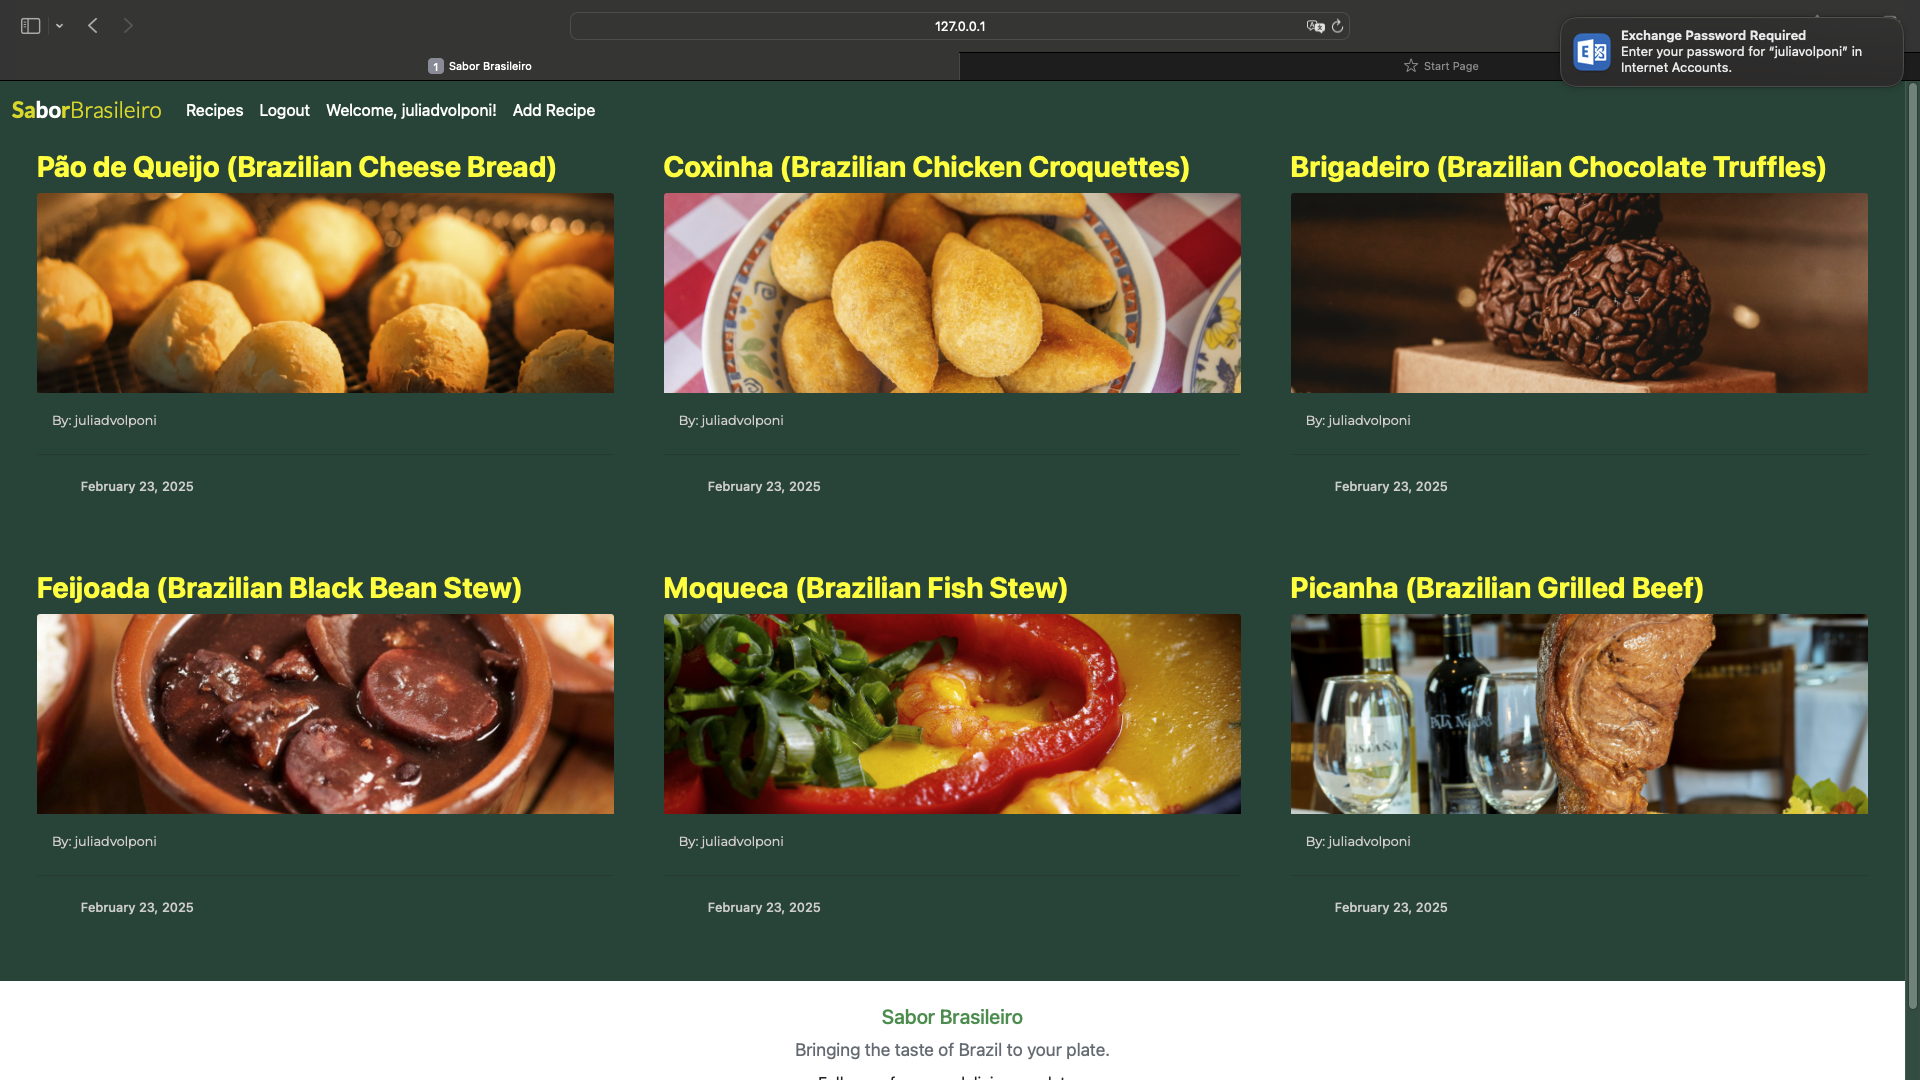 127.0.0.1
Exchange Password Required
Enter your password for “juliavolponi” in
Internet Accounts.
1 Sabor Brasileiro
Start Page
SaborBrasileiro Recipes Logout Welcome, juliadvolponi! Add Recipe
Pão de Queijo (Brazilian Cheese Bread)
Coxinha (Brazilian Chicken Croquettes)
Brigadeiro (Brazilian Chocolate Truffles)
By: juliadvolponi
By: juliadvolponi
By: juliadvolponi
February 23, 2025
February 23, 2025
February 23, 2025
Feijoada (Brazilian Black Bean Stew)
Moqueca (Brazilian Fish Stew)
Picanha (Brazilian Grilled Beef)
PATA NEGRA
By: juliadvolponi
By: juliadvolponi
By: juliadvolponi
February 23, 2025
February 23, 2025
February 23, 2025
Sabor Brasileiro
Bringing the taste of Brazil to your plate.